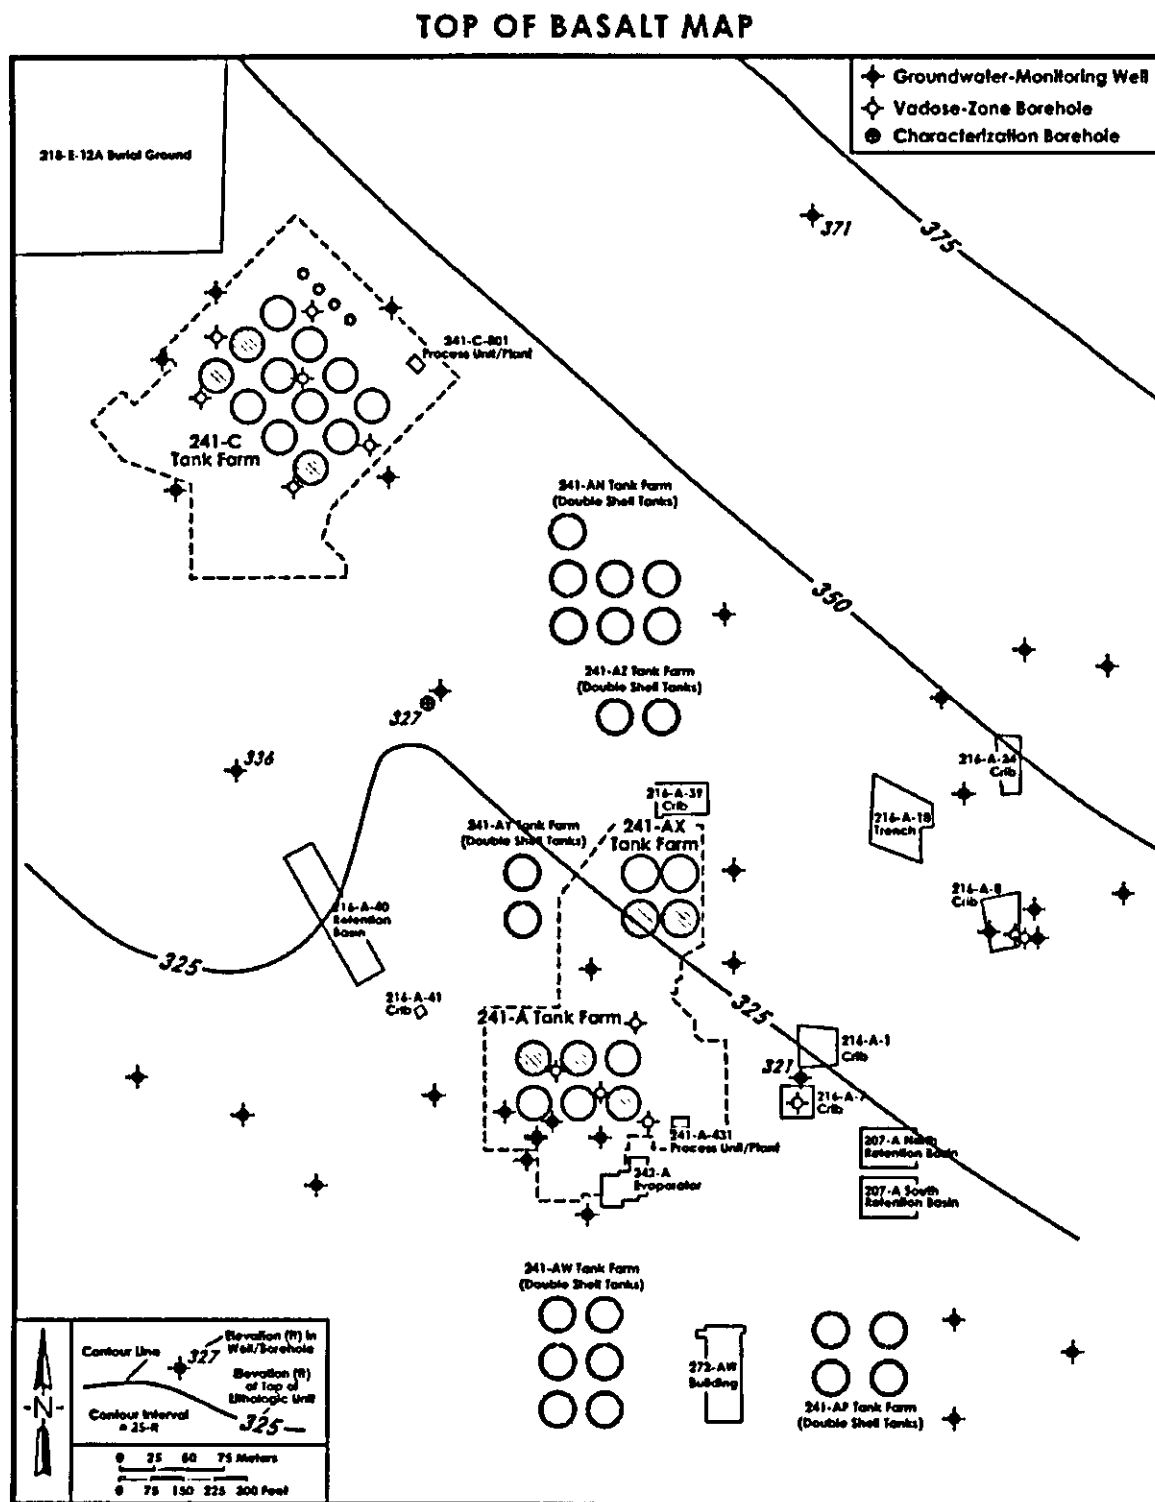 TOP OF BASALT MAP
Groundwater-Monitoring Well
Vadose-Zone Borehole
Characterization Borehole
218-E-12A Burial Ground
371
375
241-C-801
Process Unit/Plant
241-C
Tank Farm
241-AN Tank Farm
(Double Shell Tanks)
350
241-AZ Tank Farm
(Double Shell Tanks)
327
336
216-A-24
Crib
216-A-39
Crib
216-A-18
Trench
241-AY Tank Farm
(Double Shell Tanks)
241-AX
Tank Farm
216-A-8
Crib
216-A-40
Retention
Basin
325
216-A-41
Crib
325
241-A Tank Farm
216-A-1
Crib
321
216-A-7
Crib
241-A-431
Process Unit/Plant
207-A North
Retention Basin
242-A
Evaporator
207-A South
Retention Basin
241-AW Tank Farm
(Double Shell Tanks)
272-AW
Building
241-AP Tank Farm
(Double Shell Tanks)
N
Contour Line
327
Elevation (ft) in
Well/Borehole
Elevation (ft)
at Top of
Lithologic Unit
Contour Interval
= 25-ft
325
0 25 50 75 Meters
0 75 150 225 300 Feet